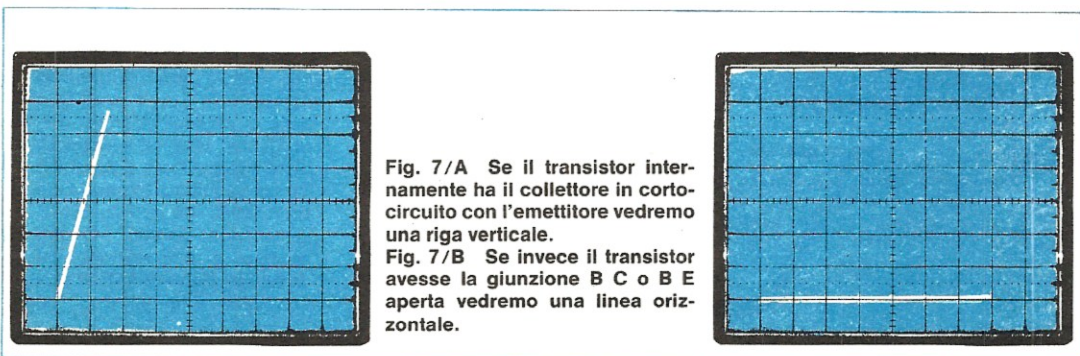 Fig. 7/A Se il transistor inter-
namente ha il collettore in corto-
circuito con l'emettitore vedremo
una riga verticale.
Fig. 7/B Se invece il transistor
avesse la giunzione B C o B E
aperta vedremo una linea oriz-
zontale.